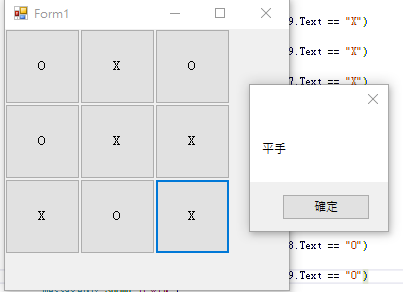 Form1
O X O
O X X
X O X
平手
確定
9.Text == "X")
9.Text == "X")
7.Text == "X")
8.Text == "O")
9.Text == "O")